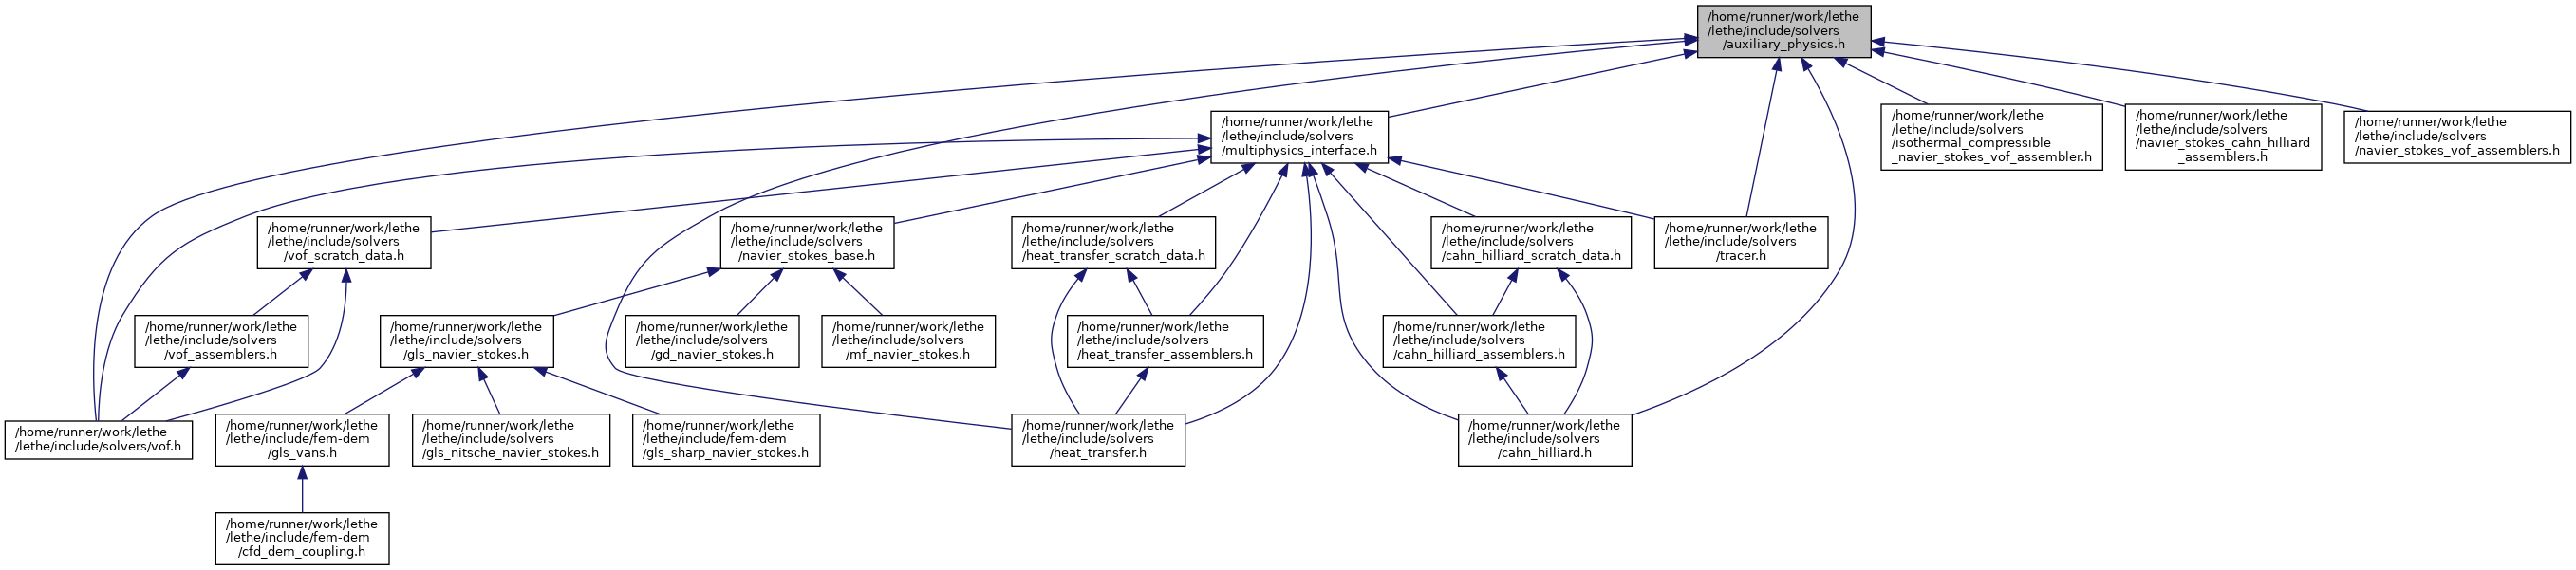 /home/runner/work/lethe
/lethe/include/solvers
/auxiliary_physics.h
/home/runner/work/lethe
/lethe/include/solvers
/multiphysics_interface.h
/home/runner/work/lethe
/lethe/include/solvers
/isothermal_compressible
_navier_stokes_vof_assembler.h
/home/runner/work/lethe
/lethe/include/solvers
/navier_stokes_cahn_hilliard
_assemblers.h
/home/runner/work/lethe
/lethe/include/solvers
/navier_stokes_vof_assemblers.h
/home/runner/work/lethe
/lethe/include/solvers
/vof_scratch_data.h
/home/runner/work/lethe
/lethe/include/solvers
/navier_stokes_base.h
/home/runner/work/lethe
/lethe/include/solvers
/heat_transfer_scratch_data.h
/home/runner/work/lethe
/lethe/include/solvers
/cahn_hilliard_scratch_data.h
/home/runner/work/lethe
/lethe/include/solvers
/tracer.h
/home/runner/work/lethe
/lethe/include/solvers
/vof_assemblers.h
/home/runner/work/lethe
/lethe/include/solvers
/gls_navier_stokes.h
/home/runner/work/lethe
/lethe/include/solvers
/gd_navier_stokes.h
/home/runner/work/lethe
/lethe/include/solvers
/mf_navier_stokes.h
/home/runner/work/lethe
/lethe/include/solvers
/heat_transfer_assemblers.h
/home/runner/work/lethe
/lethe/include/solvers
/cahn_hilliard_assemblers.h
/home/runner/work/lethe
/lethe/include/solvers/vof.h
/home/runner/work/lethe
/lethe/include/fem-dem
/gls_vans.h
/home/runner/work/lethe
/lethe/include/solvers
/gls_nitsche_navier_stokes.h
/home/runner/work/lethe
/lethe/include/fem-dem
/gls_sharp_navier_stokes.h
/home/runner/work/lethe
/lethe/include/solvers
/heat_transfer.h
/home/runner/work/lethe
/lethe/include/solvers
/cahn_hilliard.h
/home/runner/work/lethe
/lethe/include/fem-dem
/cfd_dem_coupling.h